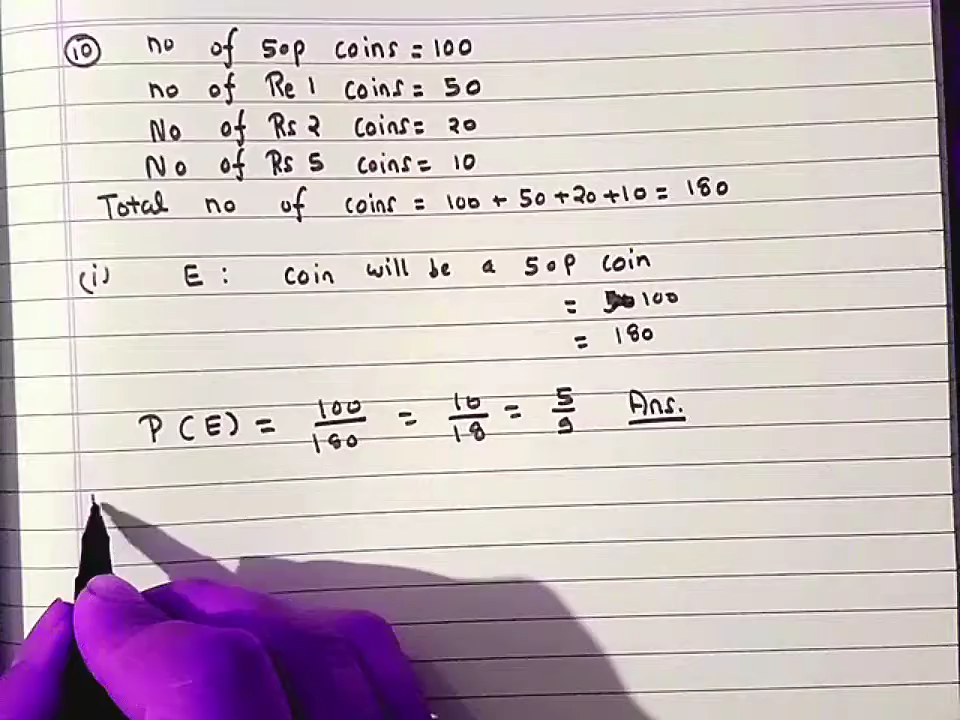 (10) no of 50p coins = 100
no of Re 1 coins = 50
No of Rs 2 coins = 20
No of Rs 5 coins = 10
Total no of coins = 100 + 50 + 20 + 10 = 180
(i) E : coin will be a 50p coin
= 100
= 180
P(E) = 100/180 = 10/18 = 5/9 Ans.